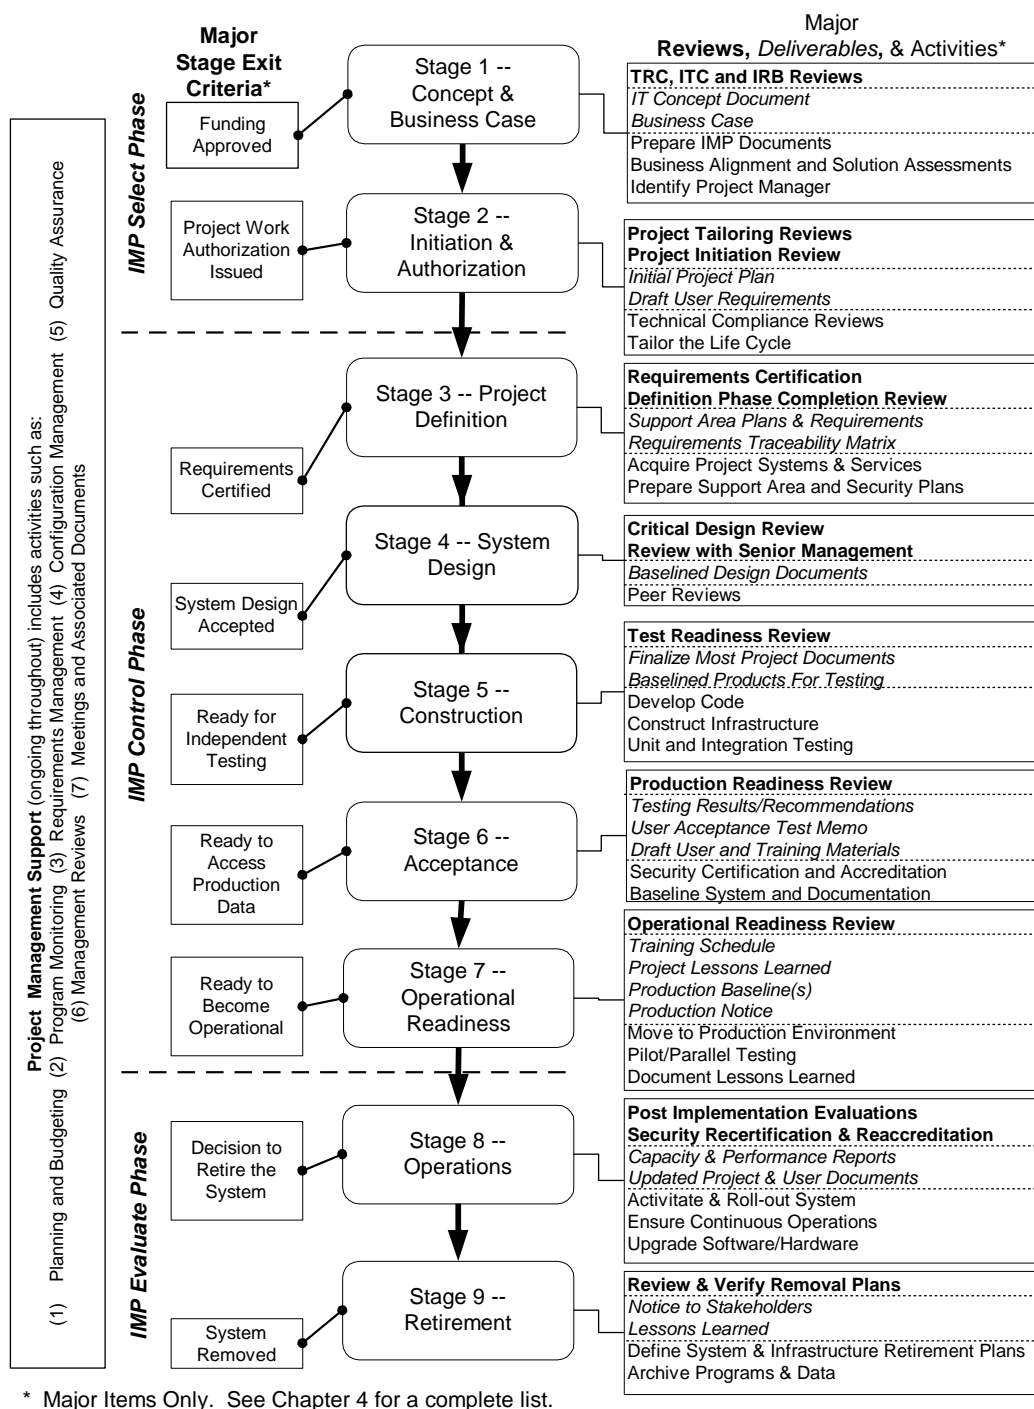 Major
Stage Exit
Criteria*
Major
Reviews, Deliverables, & Activities*
Project Management Support (ongoing throughout) includes activities such as:
(1) Planning and Budgeting (2) Program Monitoring (3) Requirements Management (4) Configuration Management (5) Quality Assurance
(6) Management Reviews (7) Meetings and Associated Documents
IMP Select Phase
Funding
Approved
Stage 1 --
Concept &
Business Case
TRC, ITC and IRB Reviews
IT Concept Document
Business Case
Prepare IMP Documents
Business Alignment and Solution Assessments
Identify Project Manager
Project Work
Authorization
Issued
Stage 2 --
Initiation &
Authorization
Project Tailoring Reviews
Project Initiation Review
Initial Project Plan
Draft User Requirements
Technical Compliance Reviews
Tailor the Life Cycle
IMP Control Phase
Requirements
Certified
Stage 3 -- Project
Definition
Requirements Certification
Definition Phase Completion Review
Support Area Plans & Requirements
Requirements Traceability Matrix
Acquire Project Systems & Services
Prepare Support Area and Security Plans
System Design
Accepted
Stage 4 -- System
Design
Critical Design Review
Review with Senior Management
Baselined Design Documents
Peer Reviews
Ready for
Independent
Testing
Stage 5 --
Construction
Test Readiness Review
Finalize Most Project Documents
Baselined Products For Testing
Develop Code
Construct Infrastructure
Unit and Integration Testing
Ready to
Access
Production
Data
Stage 6 --
Acceptance
Production Readiness Review
Testing Results/Recommendations
User Acceptance Test Memo
Draft User and Training Materials
Security Certification and Accreditation
Baseline System and Documentation
Ready to
Become
Operational
Stage 7 --
Operational
Readiness
Operational Readiness Review
Training Schedule
Project Lessons Learned
Production Baseline(s)
Production Notice
Move to Production Environment
Pilot/Parallel Testing
Document Lessons Learned
IMP Evaluate Phase
Decision to
Retire the
System
Stage 8 --
Operations
Post Implementation Evaluations
Security Recertification & Reaccreditation
Capacity & Performance Reports
Updated Project & User Documents
Activitate & Roll-out System
Ensure Continuous Operations
Upgrade Software/Hardware
System
Removed
Stage 9 --
Retirement
Review & Verify Removal Plans
Notice to Stakeholders
Lessons Learned
Define System & Infrastructure Retirement Plans
Archive Programs & Data
* Major Items Only. See Chapter 4 for a complete list.